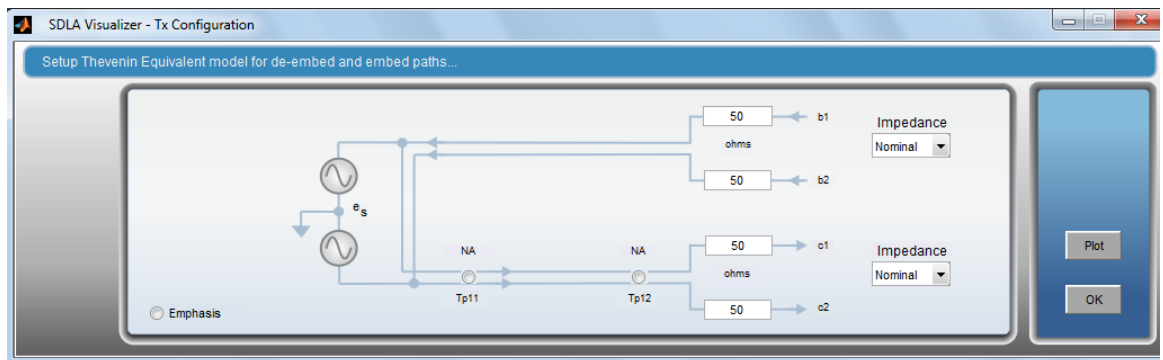 SDLA Visualizer - Tx Configuration
Setup Thevenin Equivalent model for de-embed and embed paths...
50
b1
ohms
Impedance
Nominal
50
b2
es
NA
NA
50
c1
ohms
Impedance
Nominal
Tp11
Tp12
50
c2
Emphasis
Plot
OK